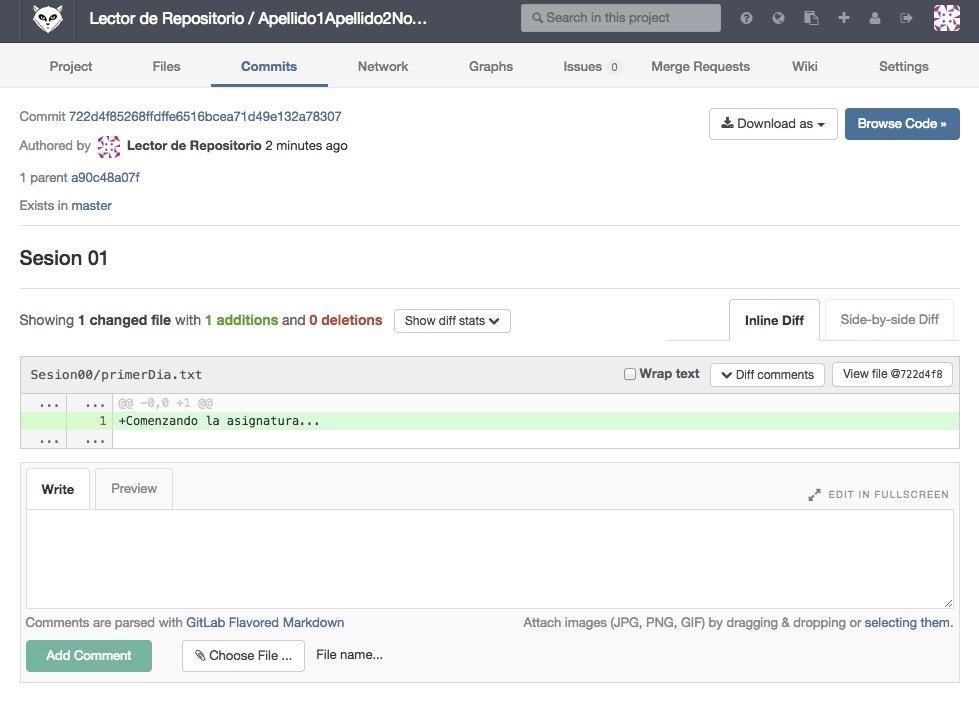 Lector de Repositorio / Apellido1Apellido2No...
Search in this project
Project Files Commits Network Graphs Issues 0 Merge Requests Wiki Settings
Commit 722d4f85268ffdffe6516bcea71d49e132a78307
Download as
Browse Code »
Authored by Lector de Repositorio 2 minutes ago
1 parent a90c48a07f
Exists in master
Sesion 01
Showing 1 changed file with 1 additions and 0 deletions
Show diff stats
Inline Diff
Side-by-side Diff
Sesion00/primerDia.txt
Wrap text
Diff comments
View file @722d4f8
... ... @@ -0,0 +1 @@
1 +Comenzando la asignatura...
... ...
Write
Preview
EDIT IN FULLSCREEN
Comments are parsed with GitLab Flavored Markdown
Attach images (JPG, PNG, GIF) by dragging & dropping or selecting them.
Add Comment
Choose File ...
File name...